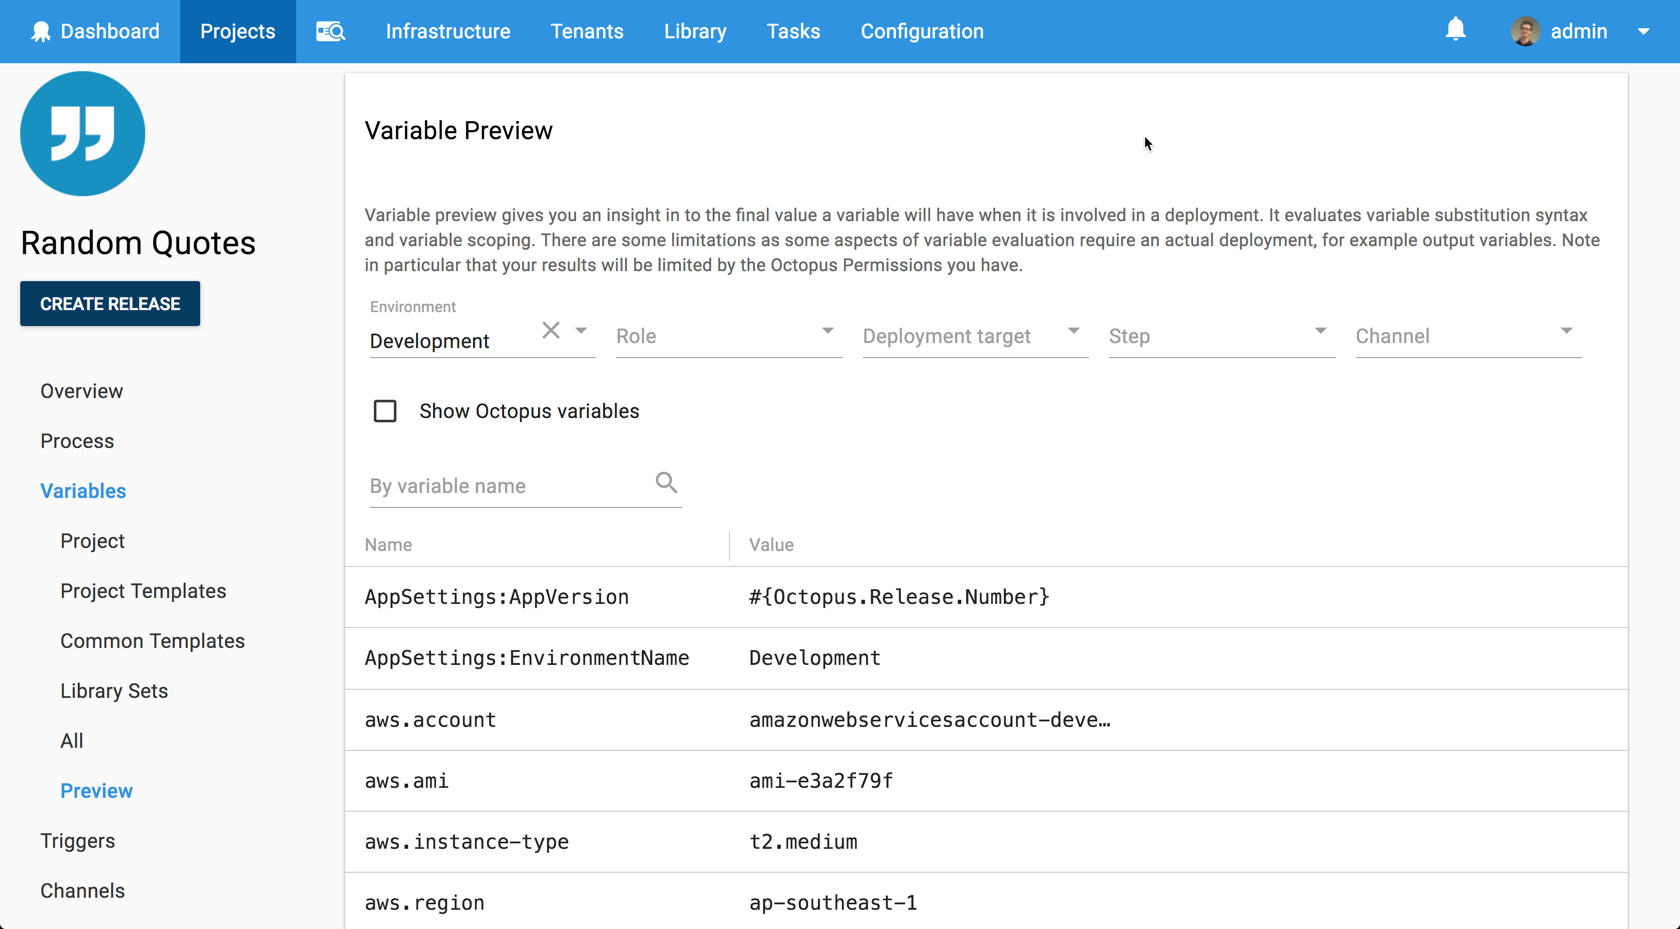 Dashboard
Projects
Infrastructure
Tenants
Library
Tasks
Configuration
admin
Random Quotes
CREATE RELEASE
Overview
Process
Variables
Project
Project Templates
Common Templates
Library Sets
All
Preview
Triggers
Channels
Variable Preview
Variable preview gives you an insight in to the final value a variable will have when it is involved in a deployment. It evaluates variable substitution syntax
and variable scoping. There are some limitations as some aspects of variable evaluation require an actual deployment, for example output variables. Note
in particular that your results will be limited by the Octopus Permissions you have.
Environment
Development
Role
Deployment target
Step
Channel
Show Octopus variables
By variable name
Name Value
AppSettings:AppVersion #{Octopus.Release.Number}
AppSettings:EnvironmentName Development
aws.account amazonwebservicesaccount-deve…
aws.ami ami-e3a2f79f
aws.instance-type t2.medium
aws.region ap-southeast-1